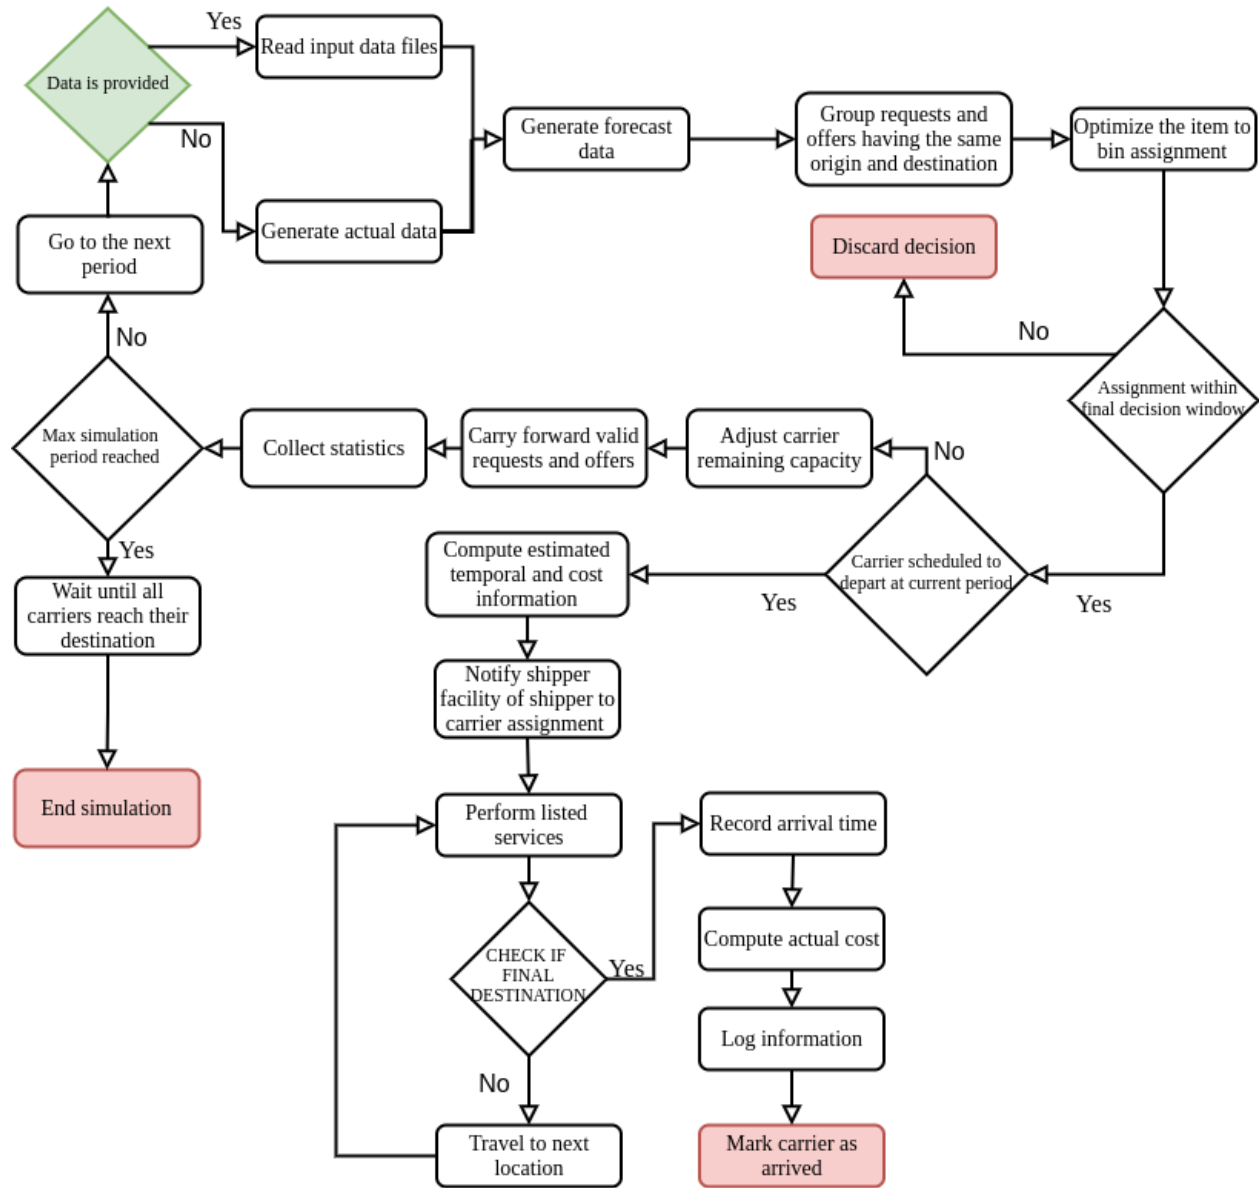 Yes
Read input data files
Data is provided
No
Generate actual data
Generate forecast
data
Group requests and
offers having the same
origin and destination
Optimize the item to
bin assignment
Go to the next
period
Discard decision
No
No
Assignment within
final decision window
Max simulation
period reached
Collect statistics
Carry forward valid
requests and offers
Adjust carrier
remaining capacity
No
Yes
Compute estimated
temporal and cost
information
Carrier scheduled to
depart at current period
Yes
Yes
Wait until all
carriers reach their
destination
Notify shipper
facility of shipper to
carrier assignment
End simulation
Perform listed
services
Record arrival time
CHECK IF
FINAL
DESTINATION
Yes
Compute actual cost
Log information
No
Travel to next
location
Mark carrier as
arrived